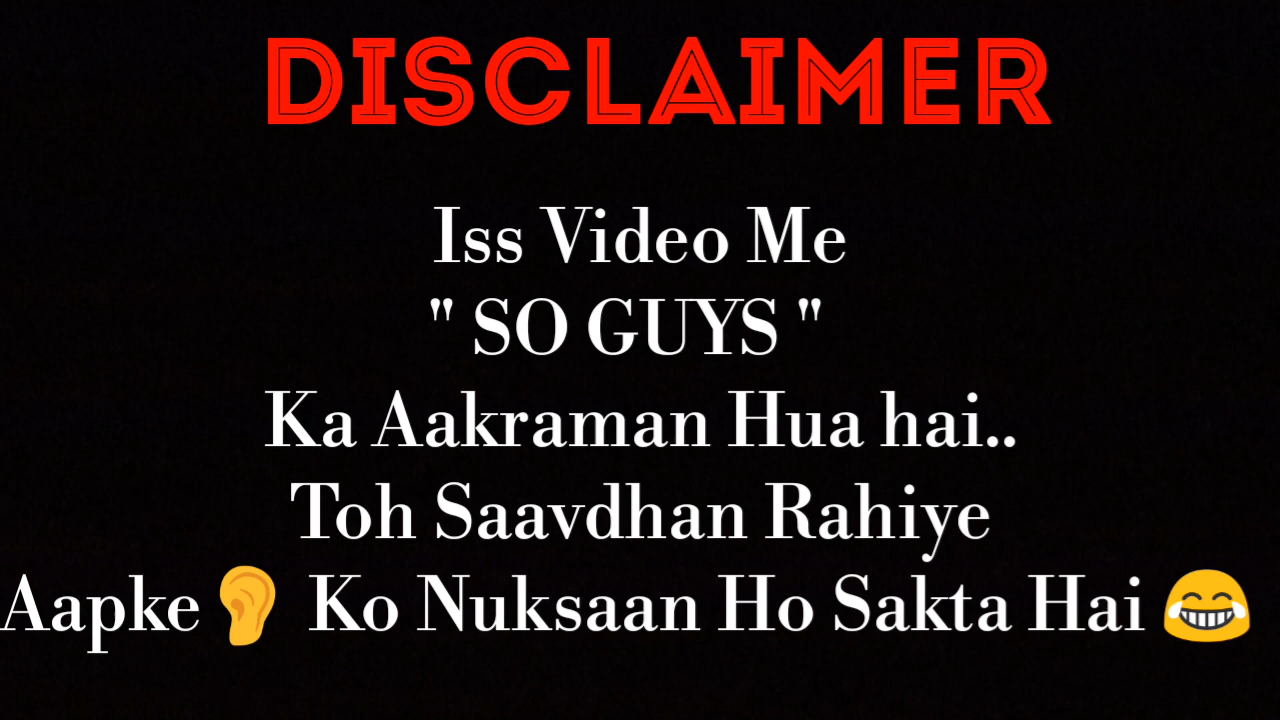 DISCLAIMER
Iss Video Me
" SO GUYS "
Ka Aakraman Hua hai..
Toh Saavdhan Rahiye
Aapke👂 Ko Nuksaan Ho Sakta Hai 😂